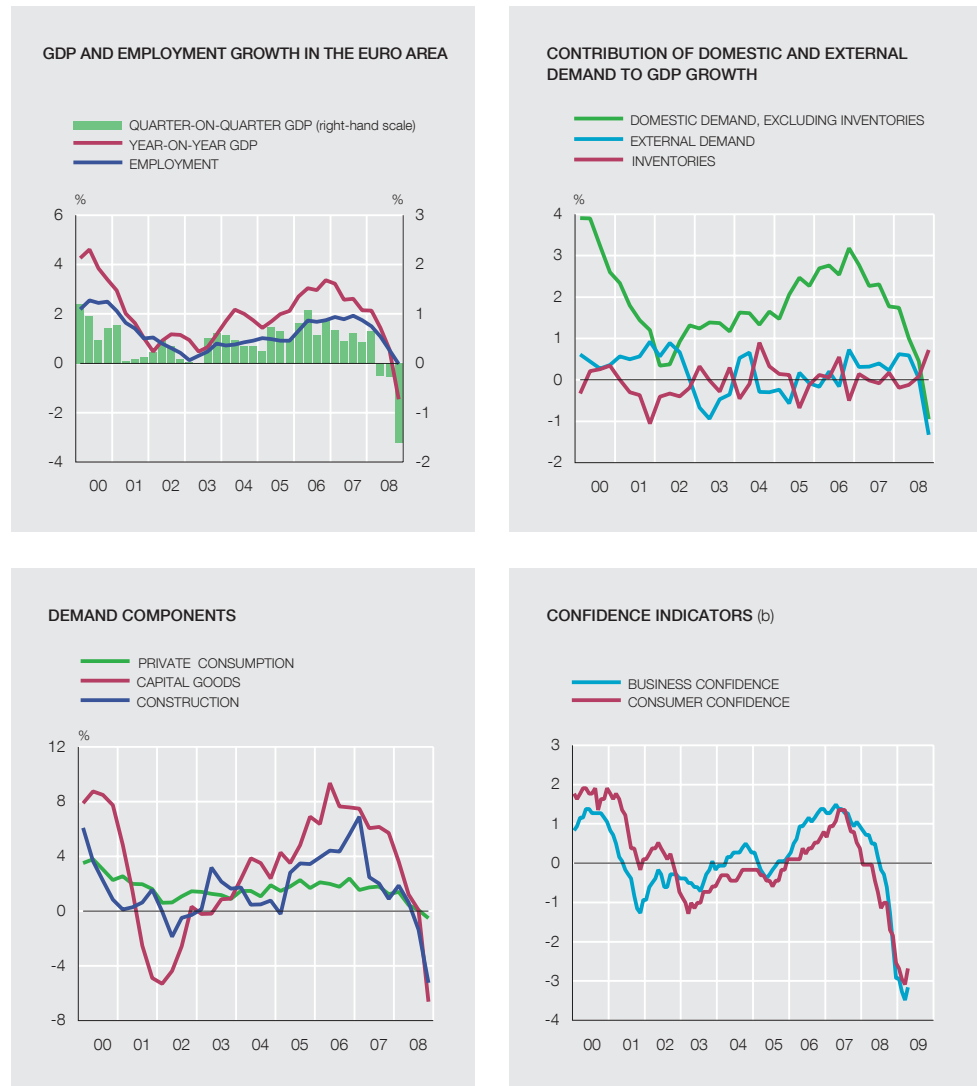 GDP AND EMPLOYMENT GROWTH IN THE EURO AREA
QUARTER-ON-QUARTER GDP (right-hand scale)
YEAR-ON-YEAR GDP
EMPLOYMENT
% %
6 3
4 2
2 1
0 0
-2 -1
-4 -2
00 01 02 03 04 05 06 07 08
CONTRIBUTION OF DOMESTIC AND EXTERNAL
DEMAND TO GDP GROWTH
DOMESTIC DEMAND, EXCLUDING INVENTORIES
EXTERNAL DEMAND
INVENTORIES
%
4
3
2
1
0
-1
-2
00 01 02 03 04 05 06 07 08
DEMAND COMPONENTS
PRIVATE CONSUMPTION
CAPITAL GOODS
CONSTRUCTION
%
12
8
4
0
-4
-8
00 01 02 03 04 05 06 07 08
CONFIDENCE INDICATORS (b)
BUSINESS CONFIDENCE
CONSUMER CONFIDENCE
3
2
1
0
-1
-2
-3
-4
00 01 02 03 04 05 06 07 08 09